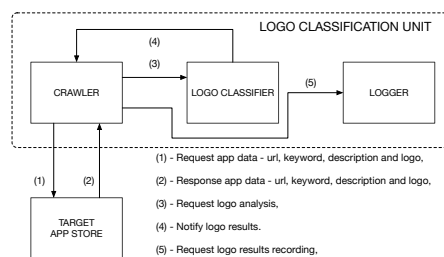 LOGO CLASSIFICATION UNIT
(4)
(3)
(5)
CRAWLER
LOGO CLASSIFIER
LOGGER
(1)
(2)
TARGET
APP STORE
(1) - Request app data - url, keyword, description and logo,
(2) - Response app data - url, keyword, description and logo,
(3) - Request logo analysis,
(4) - Notify logo results.
(5) - Request logo results recording,